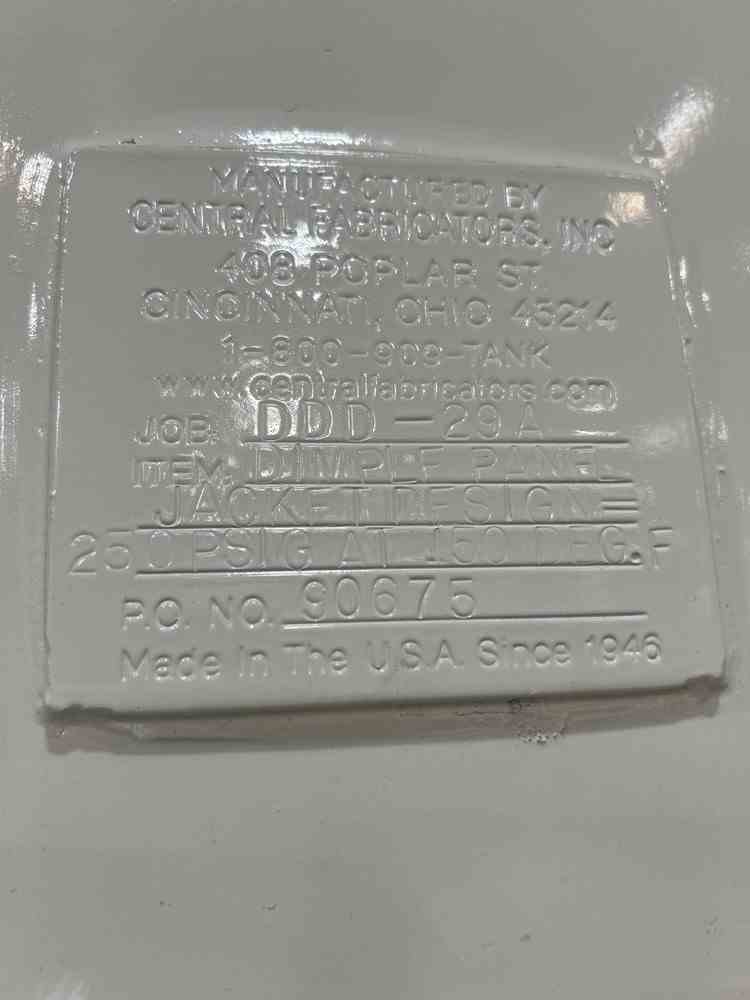 MANUFACTURED BY
CENTRAL FABRICATORS, INC
408 POPLAR ST.
CINCINNATI, OHIO 45214
1-800-909-TANK
www.centralfabricators.com
JOB: DDD-29A
ITEM: DIMPLE PANEL
JACKET DESIGN =
250 PSIG AT 150 DEG. F
P.O. NO. 90675
Made In The U.S.A. Since 1946